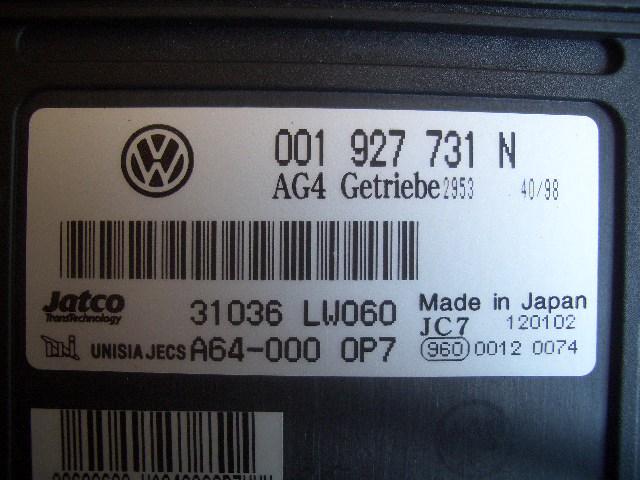 001 927 731 N
AG4 Getriebe 2953 40/98
Jatco 31036 LW060 Made in Japan
TransTechnology JC7 120102
UNISIA JECS A64-000 0P7 960 0012 0074